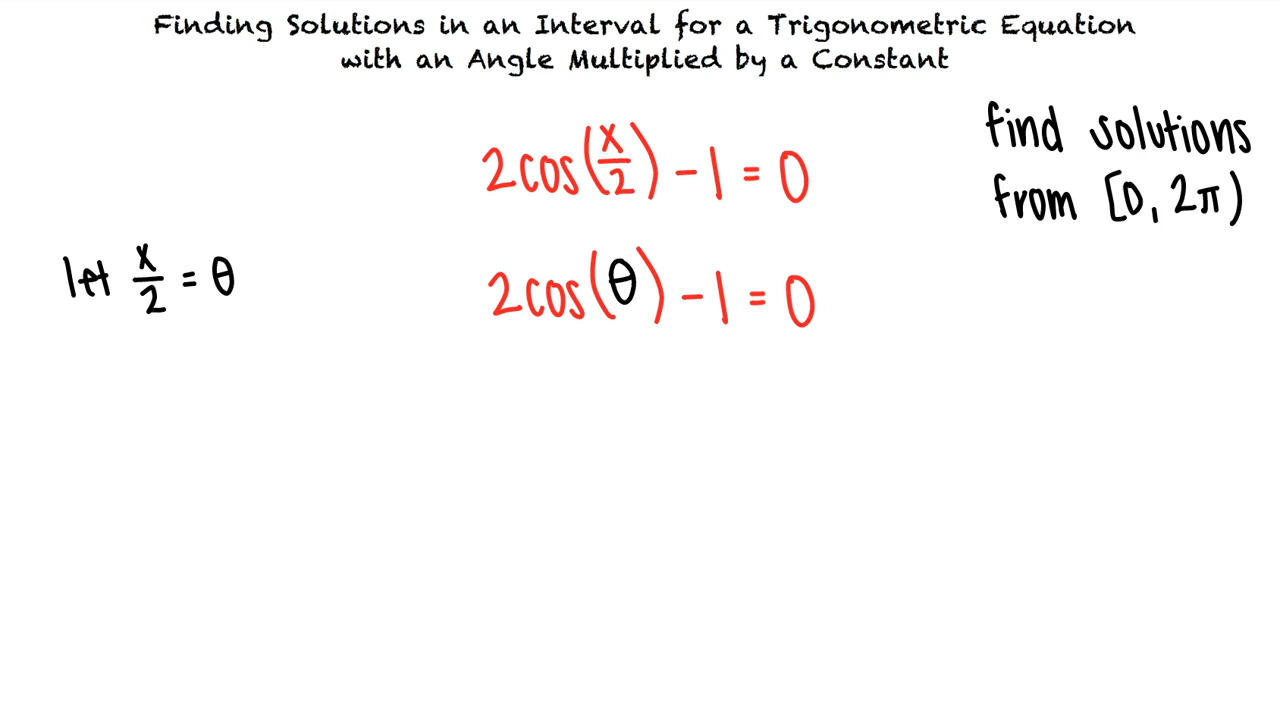 Finding Solutions in an Interval for a Trigonometric Equation
with an Angle Multiplied by a Constant
2cos(x/2) - 1 = 0
find solutions
from [0, 2π)
let x/2 = θ
2cos(θ) - 1 = 0